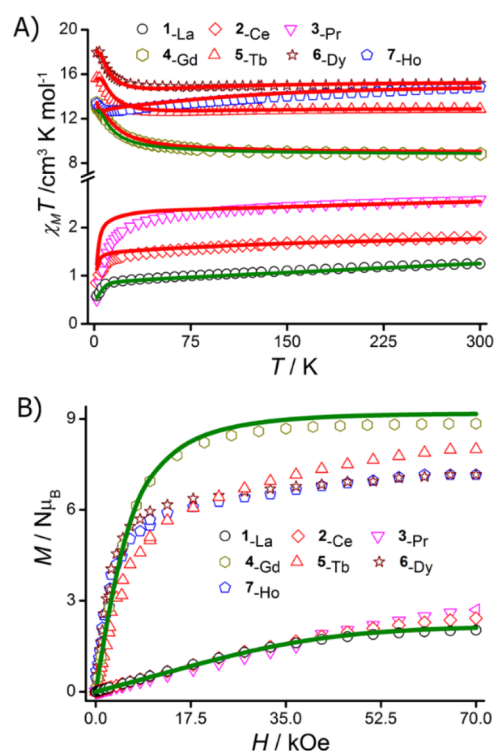 A)
1-La 2-Ce 3-Pr
4-Gd 5-Tb 6-Dy 7-Ho
χ_M T /cm³ K mol⁻¹
20
16
12
8
2
1
0
0 75 150 225 300
T / K
B)
M / Nμ_B
9
6
3
0
1-La 2-Ce 3-Pr
4-Gd 5-Tb 6-Dy
7-Ho
0.0 17.5 35.0 52.5 70.0
H / kOe